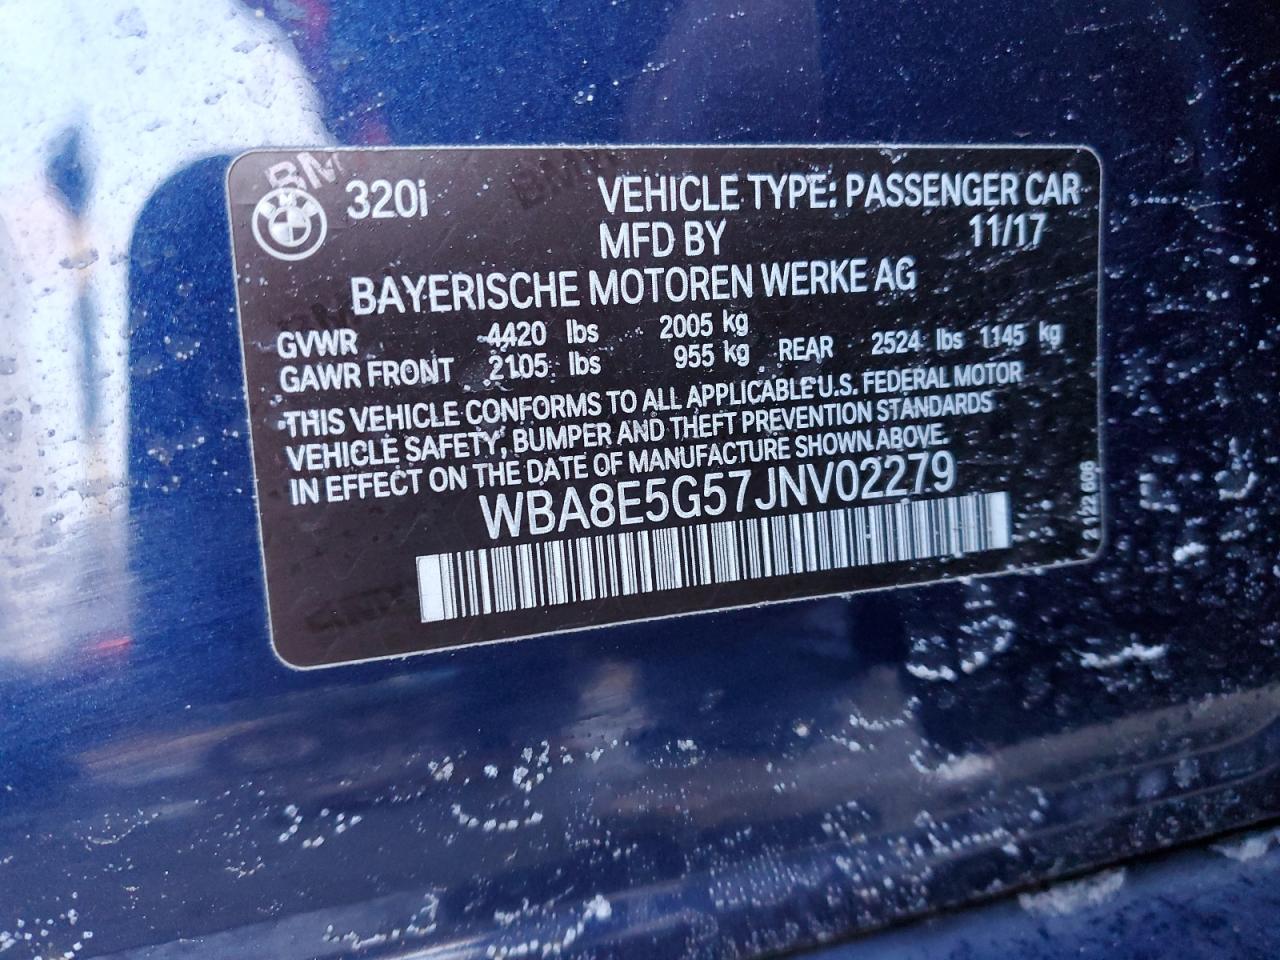 320i VEHICLE TYPE: PASSENGER CAR
MFD BY 11/17
BAYERISCHE MOTOREN WERKE AG
GVWR 4420 lbs 2005 kg
GAWR FRONT 2105 lbs 955 kg REAR 2524 lbs 1145 kg
THIS VEHICLE CONFORMS TO ALL APPLICABLE U.S. FEDERAL MOTOR
VEHICLE SAFETY, BUMPER AND THEFT PREVENTION STANDARDS
IN EFFECT ON THE DATE OF MANUFACTURE SHOWN ABOVE.
WBA8E5G57JNV02279
BMW
BMW